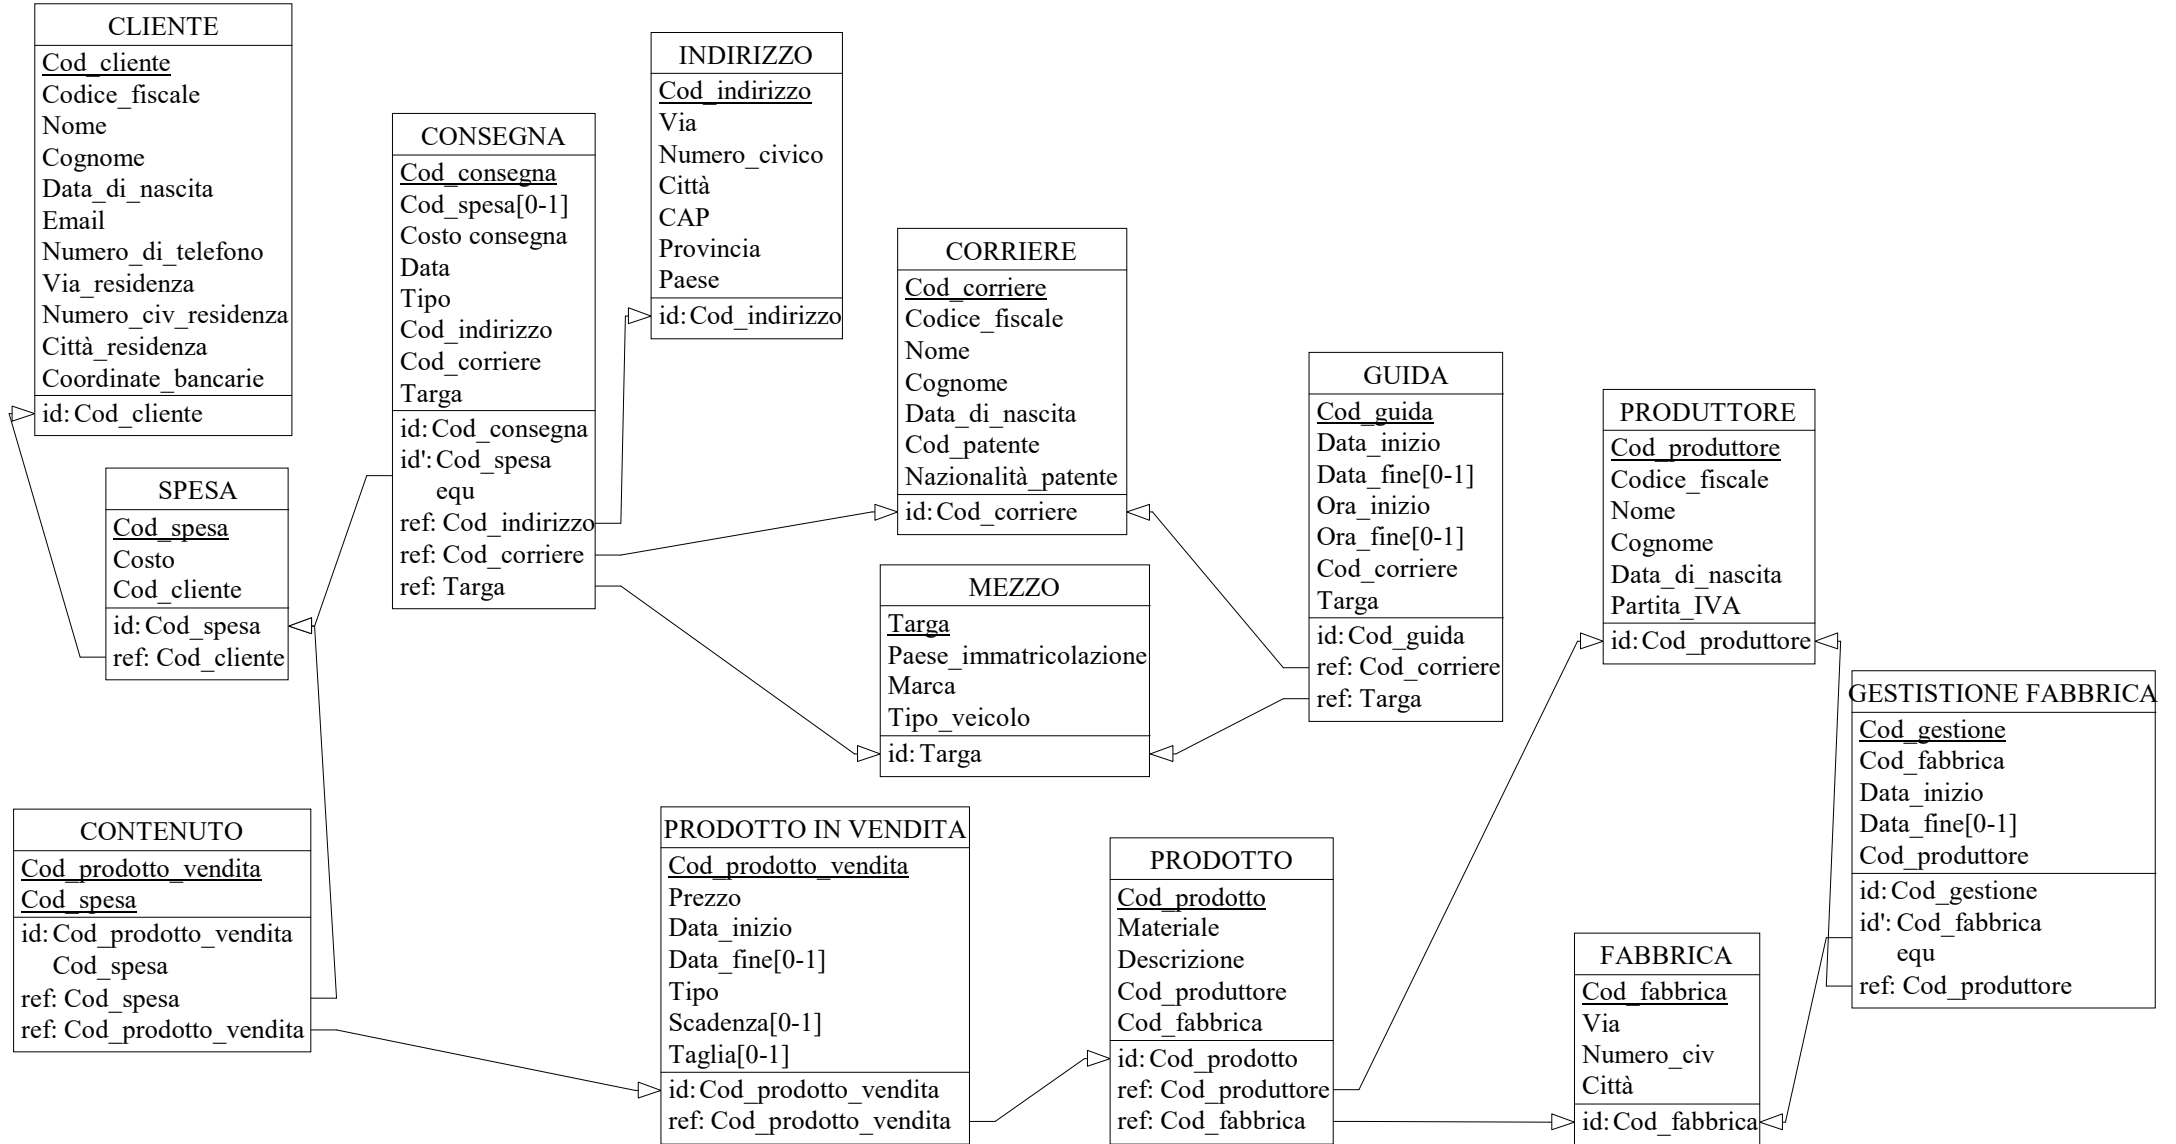 CLIENTE
Cod_cliente
Codice_fiscale
Nome
Cognome
Data_di_nascita
Email
Numero_di_telefono
Via_residenza
Numero_civ_residenza
Città_residenza
Coordinate_bancarie
id: Cod_cliente
SPESA
Cod_spesa
Costo
Cod_cliente
id: Cod_spesa
ref: Cod_cliente
CONSEGNA
Cod_consegna
Cod_spesa[0-1]
Costo consegna
Data
Tipo
Cod_indirizzo
Cod_corriere
Targa
id: Cod_consegna
id': Cod_spesa
equ
ref: Cod_indirizzo
ref: Cod_corriere
ref: Targa
INDIRIZZO
Cod_indirizzo
Via
Numero_civico
Città
CAP
Provincia
Paese
id: Cod_indirizzo
CORRIERE
Cod_corriere
Codice_fiscale
Nome
Cognome
Data_di_nascita
Cod_patente
Nazionalità_patente
id: Cod_corriere
MEZZO
Targa
Paese_immatricolazione
Marca
Tipo_veicolo
id: Targa
GUIDA
Cod_guida
Data_inizio
Data_fine[0-1]
Ora_inizio
Ora_fine[0-1]
Cod_corriere
Targa
id: Cod_guida
ref: Cod_corriere
ref: Targa
PRODUTTORE
Cod_produttore
Codice_fiscale
Nome
Cognome
Data_di_nascita
Partita_IVA
id: Cod_produttore
GESTISTIONE FABBRICA
Cod_gestione
Cod_fabbrica
Data_inizio
Data_fine[0-1]
Cod_produttore
id: Cod_gestione
id': Cod_fabbrica
equ
ref: Cod_produttore
CONTENUTO
Cod_prodotto_vendita
Cod_spesa
id: Cod_prodotto_vendita
Cod_spesa
ref: Cod_spesa
ref: Cod_prodotto_vendita
PRODOTTO IN VENDITA
Cod_prodotto_vendita
Prezzo
Data_inizio
Data_fine[0-1]
Tipo
Scadenza[0-1]
Taglia[0-1]
id: Cod_prodotto_vendita
ref: Cod_prodotto_vendita
PRODOTTO
Cod_prodotto
Materiale
Descrizione
Cod_produttore
Cod_fabbrica
id: Cod_prodotto
ref: Cod_produttore
ref: Cod_fabbrica
FABBRICA
Cod_fabbrica
Via
Numero_civ
Città
id: Cod_fabbrica